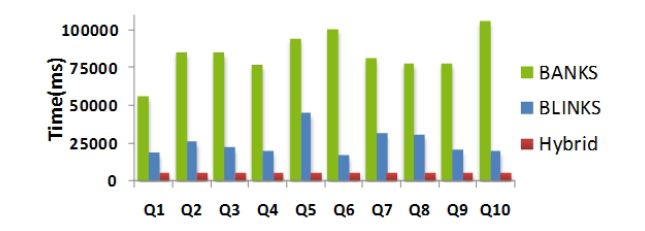 Time(ms)
100000
75000
50000
25000
0
Q1 Q2 Q3 Q4 Q5 Q6 Q7 Q8 Q9 Q10
BANKS
BLINKS
Hybrid